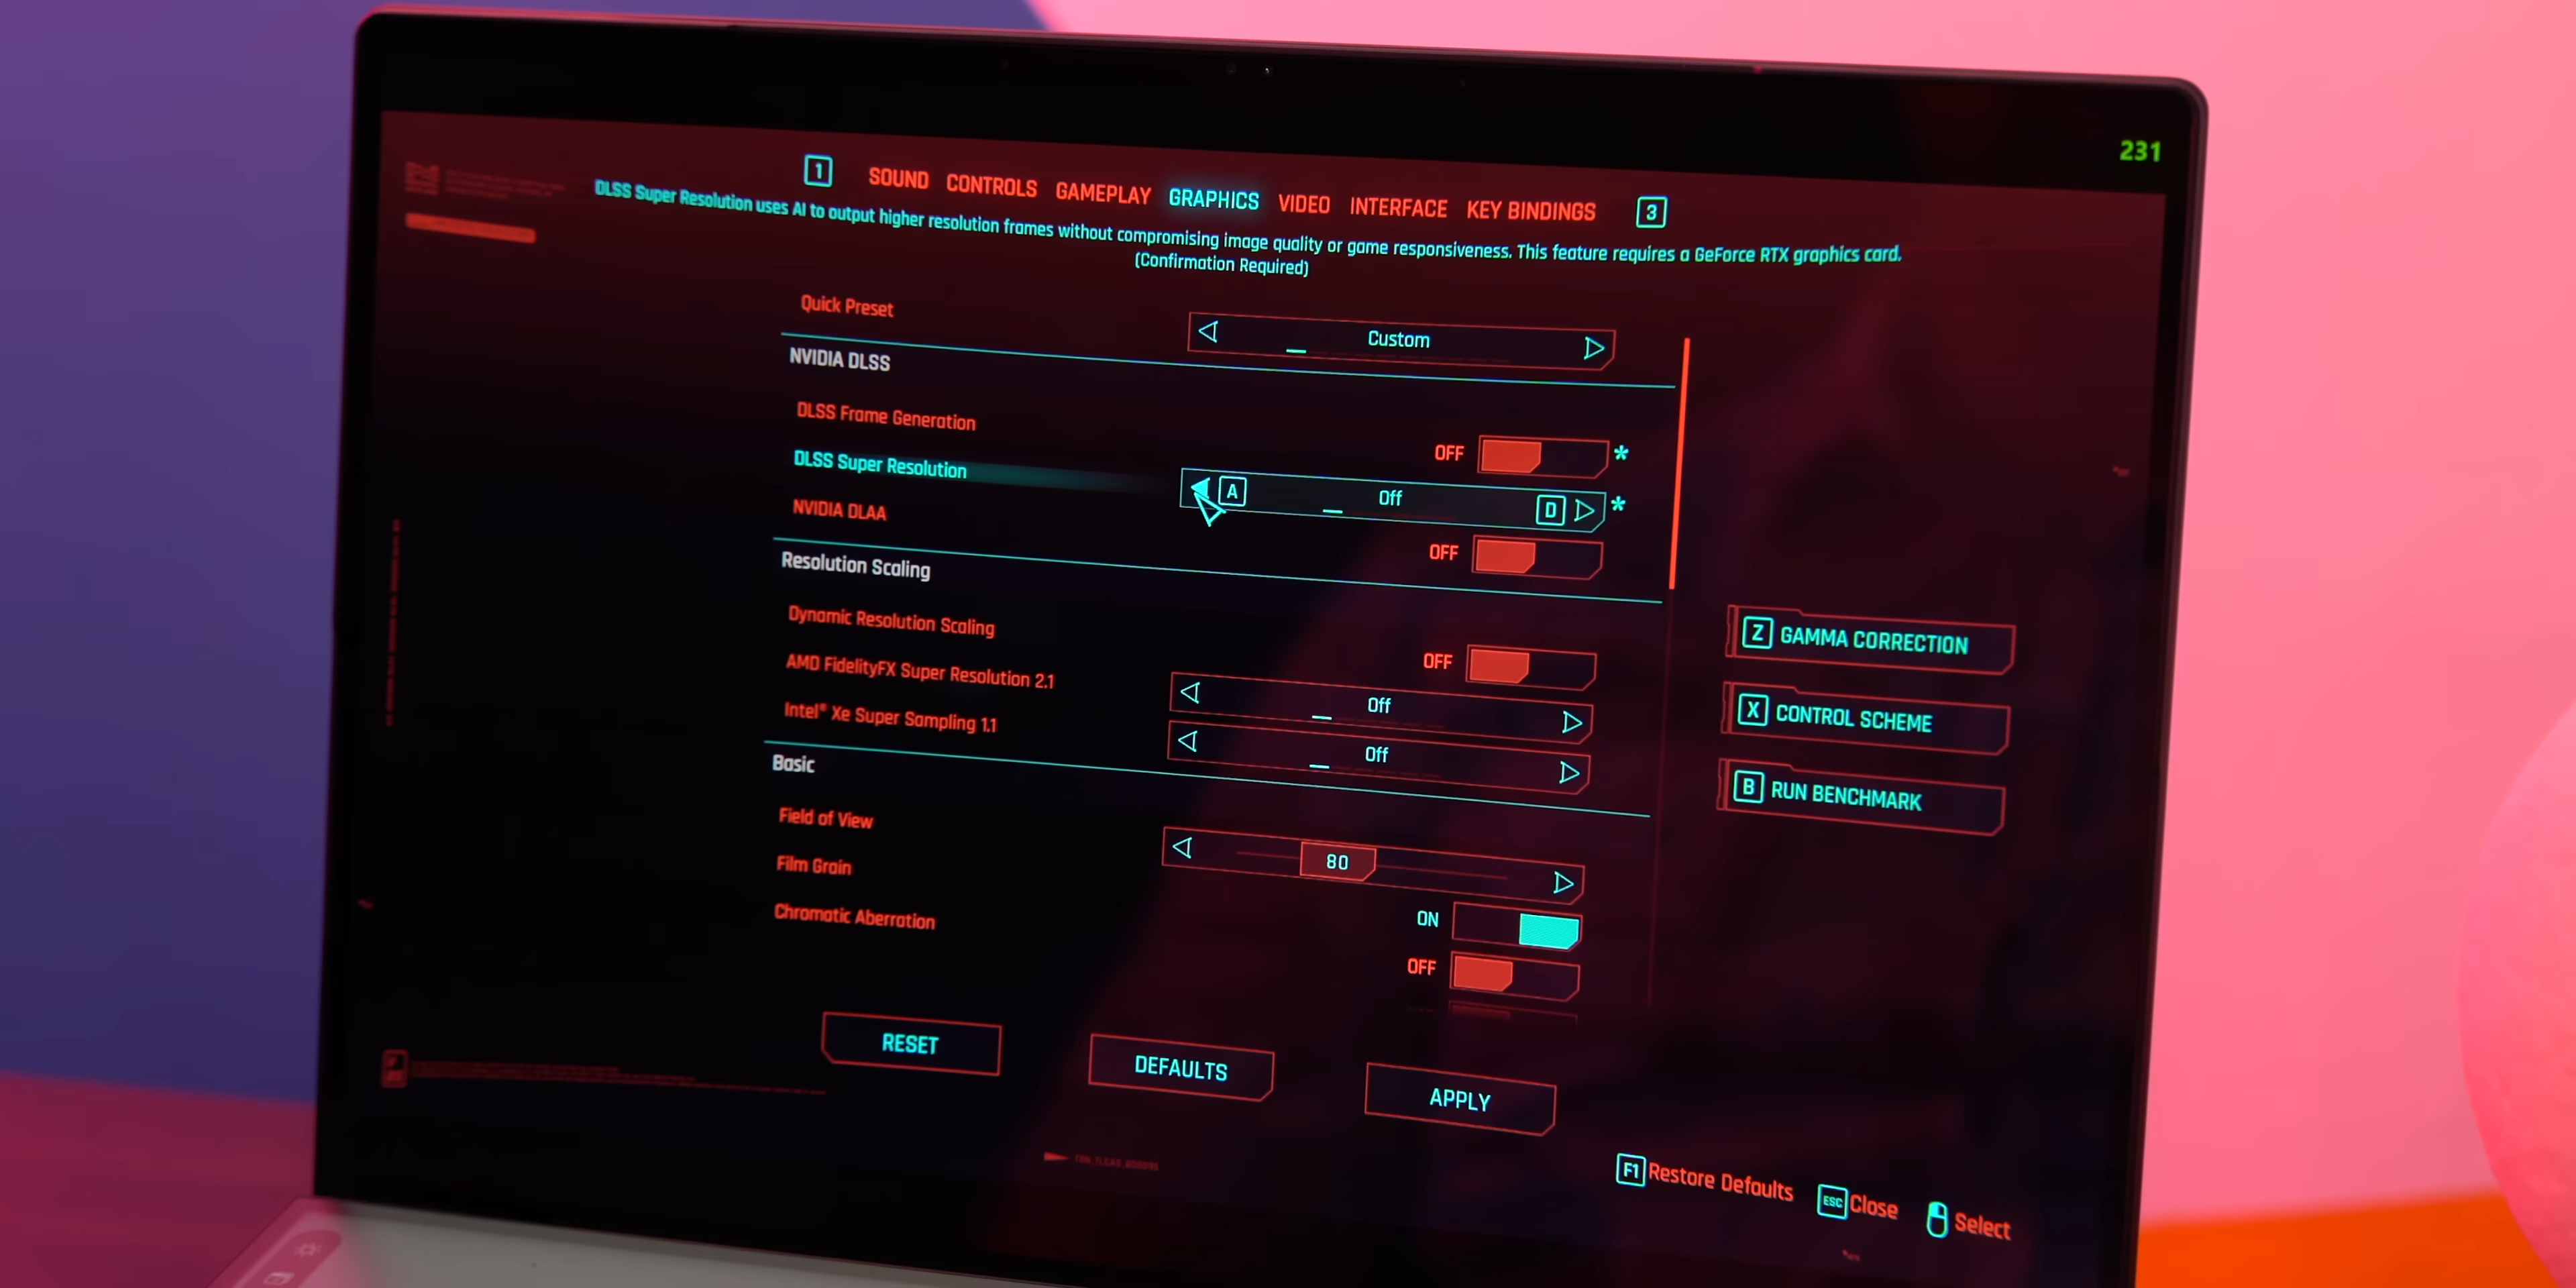 231
1 SOUND CONTROLS GAMEPLAY GRAPHICS VIDEO INTERFACE KEY BINDINGS 3
DLSS Super Resolution uses AI to output higher resolution frames without compromising image quality or game responsiveness. This feature requires a GeForce RTX graphics card.
(Confirmation Required)
Quick Preset Custom
NVIDIA DLSS
DLSS Frame Generation OFF *
DLSS Super Resolution A Off D *
NVIDIA DLAA OFF
Resolution Scaling
Dynamic Resolution Scaling OFF
AMD FidelityFX Super Resolution 2.1 Off
Intel® Xe Super Sampling 1.1 Off
Basic
Field of View 80
Film Grain ON
Chromatic Aberration OFF
Z GAMMA CORRECTION
X CONTROL SCHEME
B RUN BENCHMARK
RESET DEFAULTS APPLY
F1 Restore Defaults ESC Close Select